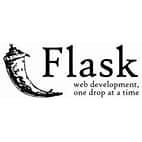 Flask
web development,
one drop at a time